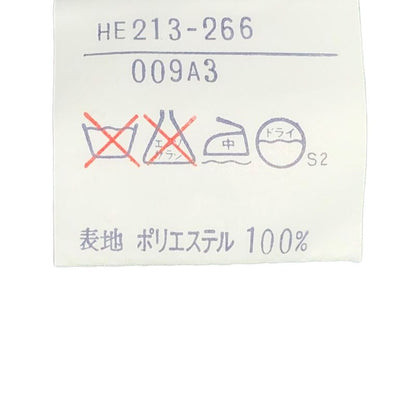 HE213-266
009A3
エンソ サラシ 中 ドライ S2
表地 ポリエステル 100%